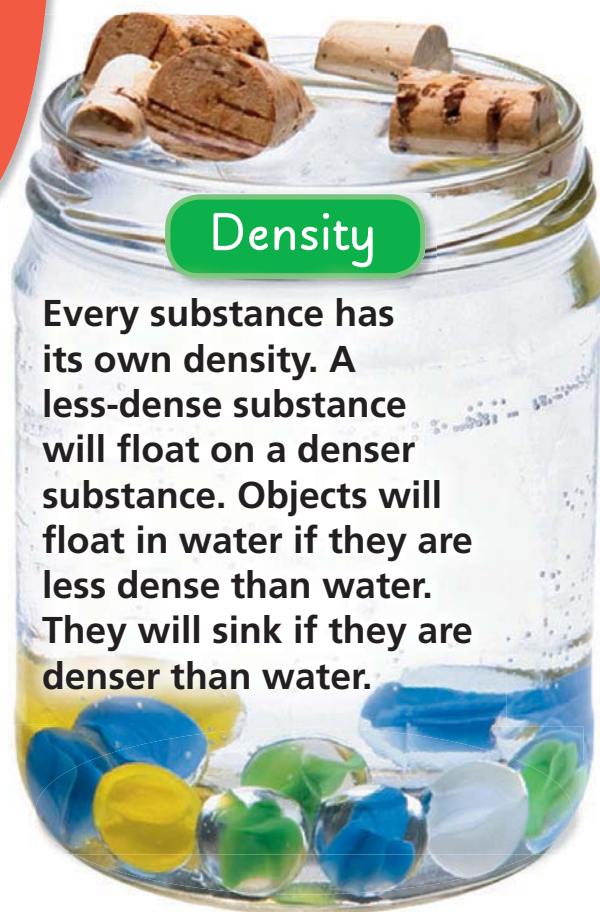 Density
Every substance has
its own density. A
less-dense substance
will float on a denser
substance. Objects will
float in water if they are
less dense than water.
They will sink if they are
denser than water.